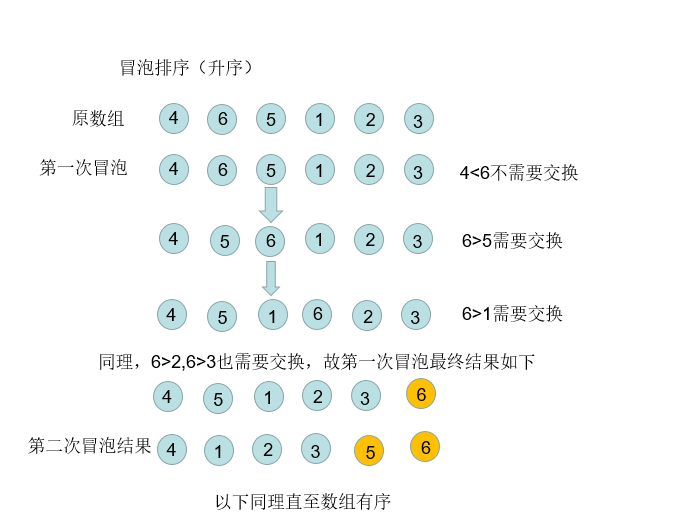 冒泡排序（升序）
原数组 4 6 5 1 2 3
第一次冒泡 4 6 5 1 2 3 4<6不需要交换
4 5 6 1 2 3 6>5需要交换
4 5 1 6 2 3 6>1需要交换
同理，6>2,6>3也需要交换，故第一次冒泡最终结果如下
4 5 1 2 3 6
第二次冒泡结果 4 1 2 3 5 6
以下同理直至数组有序